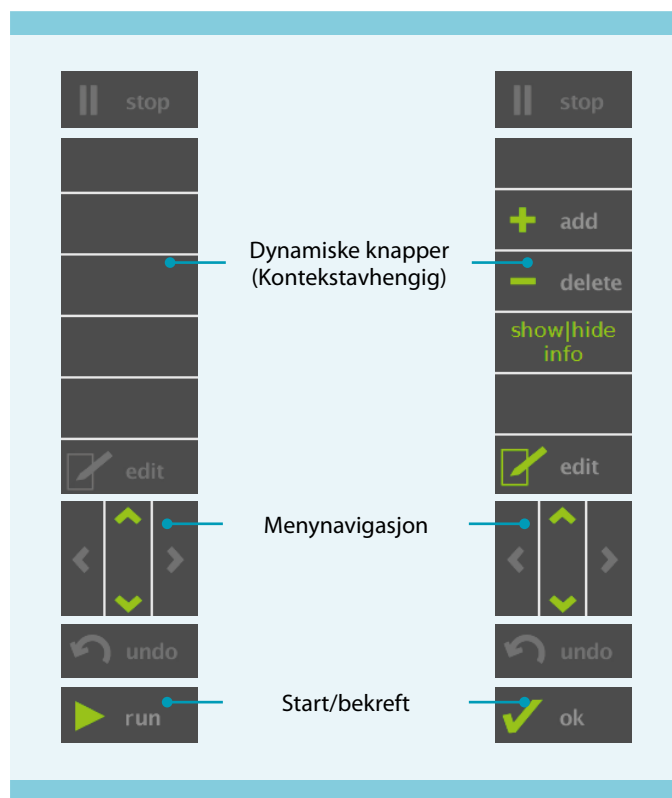 stop
edit
undo
run
Dynamiske knapper
(Kontekstavhengig)
Menynavigasjon
Start/bekreft
stop
add
delete
show|hide
info
edit
undo
ok